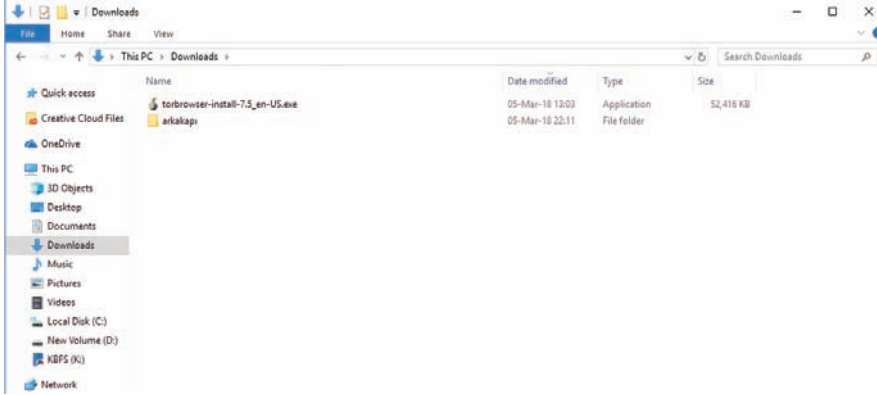 Downloads
File Home Share View
This PC Downloads Search Downloads
Name Date modified Type Size
Quick access
Creative Cloud Files
OneDrive
This PC
3D Objects
Desktop
Documents
Downloads
Music
Pictures
Videos
Local Disk (C:)
New Volume (D:)
KBFS (K:)
Network
torbrowser-install-7.5_en-US.exe 05-Mar-18 13:03 Application 52,416 KB
arkakapı 05-Mar-18 22:11 File folder